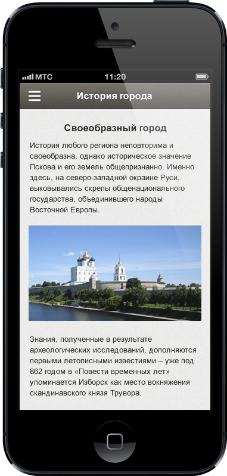 МТС 11:20
История города
Своеобразный город
История любого региона неповторима и
своеобразна, однако историческое значение
Пскова и его земель общепризнанно. Именно
здесь, на северо-западной окраине Руси,
выковывались скрепы общенационального
государства, объединившего народы
Восточной Европы.
Знания, полученные в результате
археологических исследований, дополняются
первыми летописными известиями – уже под
862 годом в «Повести временных лет»
упоминается Изборск как место вокняжения
скандинавского князя Трувора.